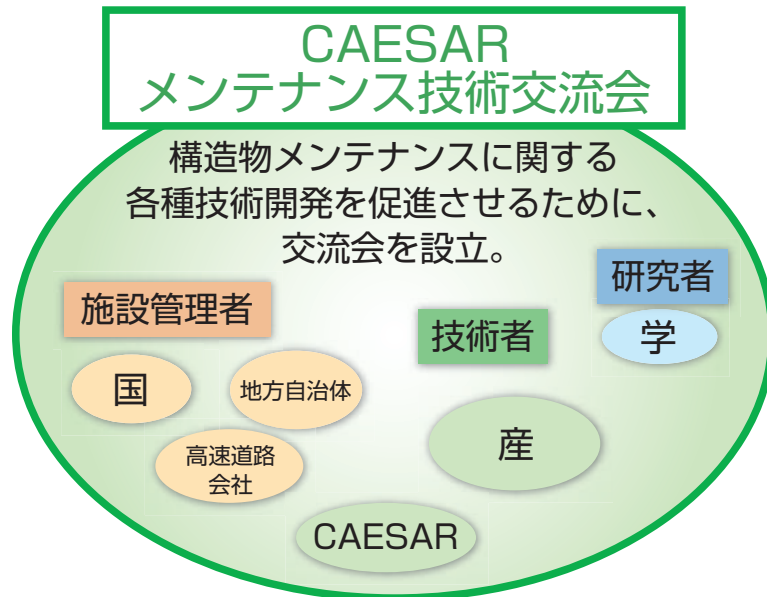 CAESAR
メンテナンス技術交流会
構造物メンテナンスに関する
各種技術開発を促進させるために、
交流会を設立。
施設管理者
技術者
研究者
学
国
地方自治体
産
高速道路
会社
CAESAR